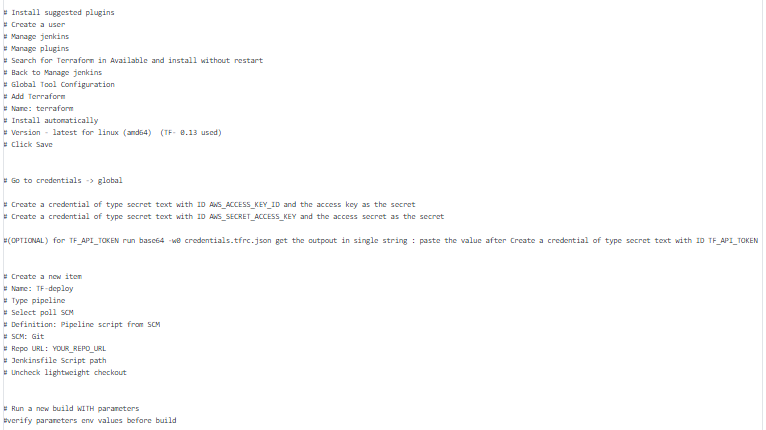 # Install suggested plugins
# Create a user
# Manage jenkins
# Manage plugins
# Search for Terraform in Available and install without restart
# Back to Manage jenkins
# Global Tool Configuration
# Add Terraform
# Name: terraform
# Install automatically
# Version - latest for linux (amd64)  (TF- 0.13 used)
# Click Save
# Go to credentials -> global
# Create a credential of type secret text with ID AWS_ACCESS_KEY_ID and the access key as the secret
# Create a credential of type secret text with ID AWS_SECRET_ACCESS_KEY and the access secret as the secret
#(OPTIONAL) for TF_API_TOKEN run base64 -w0 credentials.tfrc.json get the outpout in single string : paste the value after Create a credential of type secret text with ID TF_API_TOKEN
# Create a new item
# Name: TF-deploy
# Type pipeline
# Select poll SCM
# Definition: Pipeline script from SCM
# SCM: Git
# Repo URL: YOUR_REPO_URL
# Jenkinsfile Script path
# Uncheck lightweight checkout
# Run a new build WITH parameters
#verify parameters env values before build